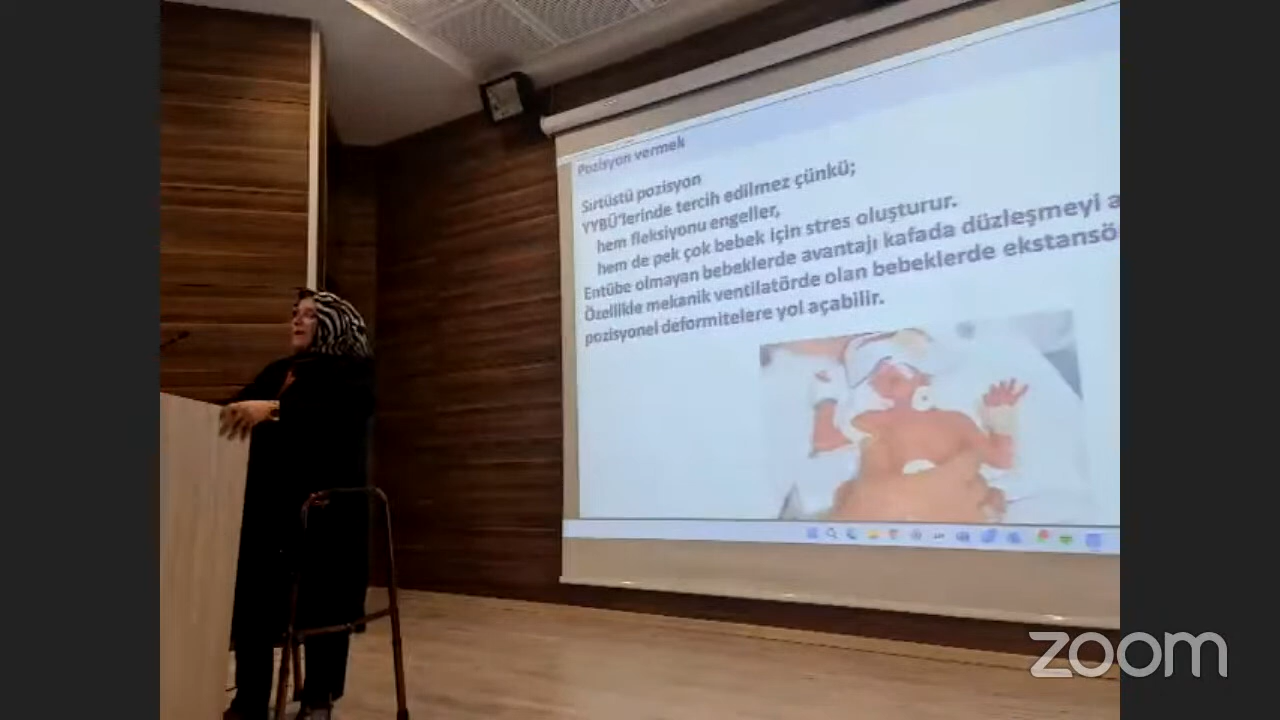 Pozisyon vermek
Sırtüstü pozisyon
YYBÜ'lerinde tercih edilmez çünkü;
hem fleksiyonu engeller,
hem de pek çok bebek için stres oluşturur.
Entübe olmayan bebeklerde avantajı kafada düzleşmeyi a
Özellikle mekanik ventilatörde olan bebeklerde ekstansö
pozisyonel deformitelere yol açabilir.
zoom